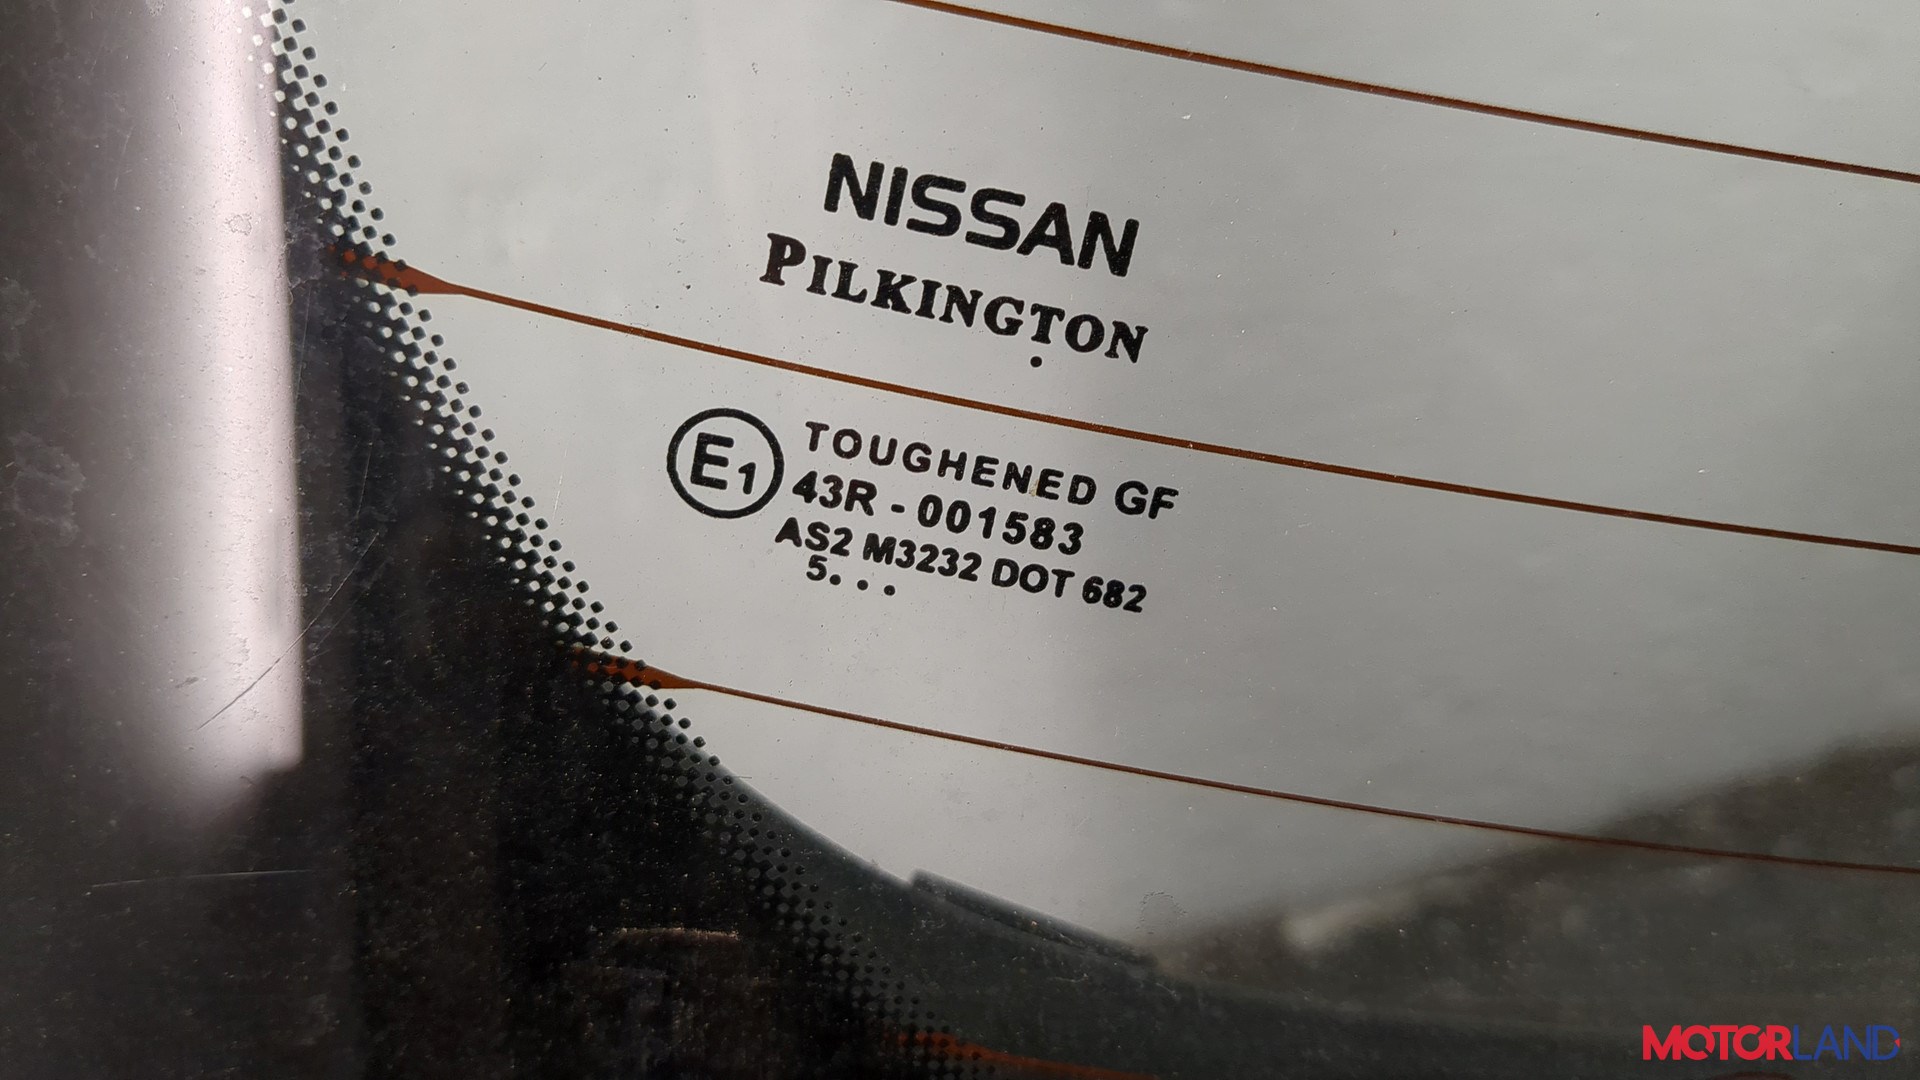 NISSAN
PILKINGTON
.
E1
TOUGHENED GF
43R - 001583
AS2 M3232 DOT 682
5...
MOTORLAND